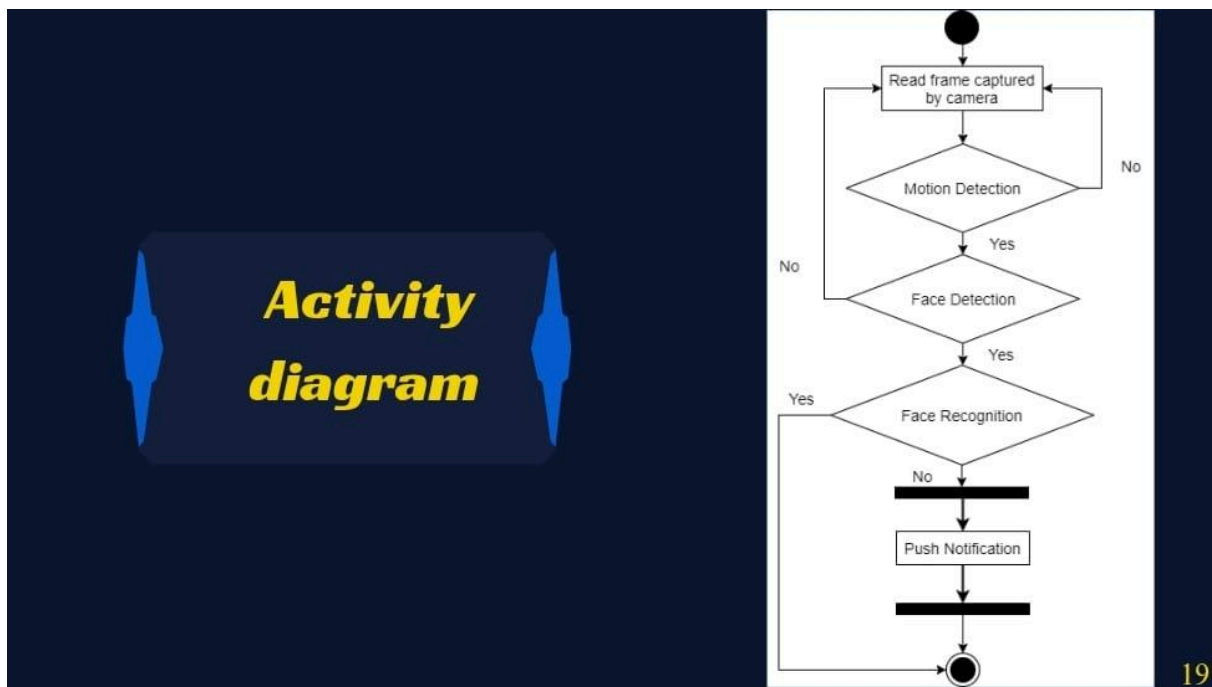 Activity
diagram
Read frame captured
by camera
Motion Detection
No
Yes
No
Face Detection
Yes
Yes
Face Recognition
No
Push Notification
19